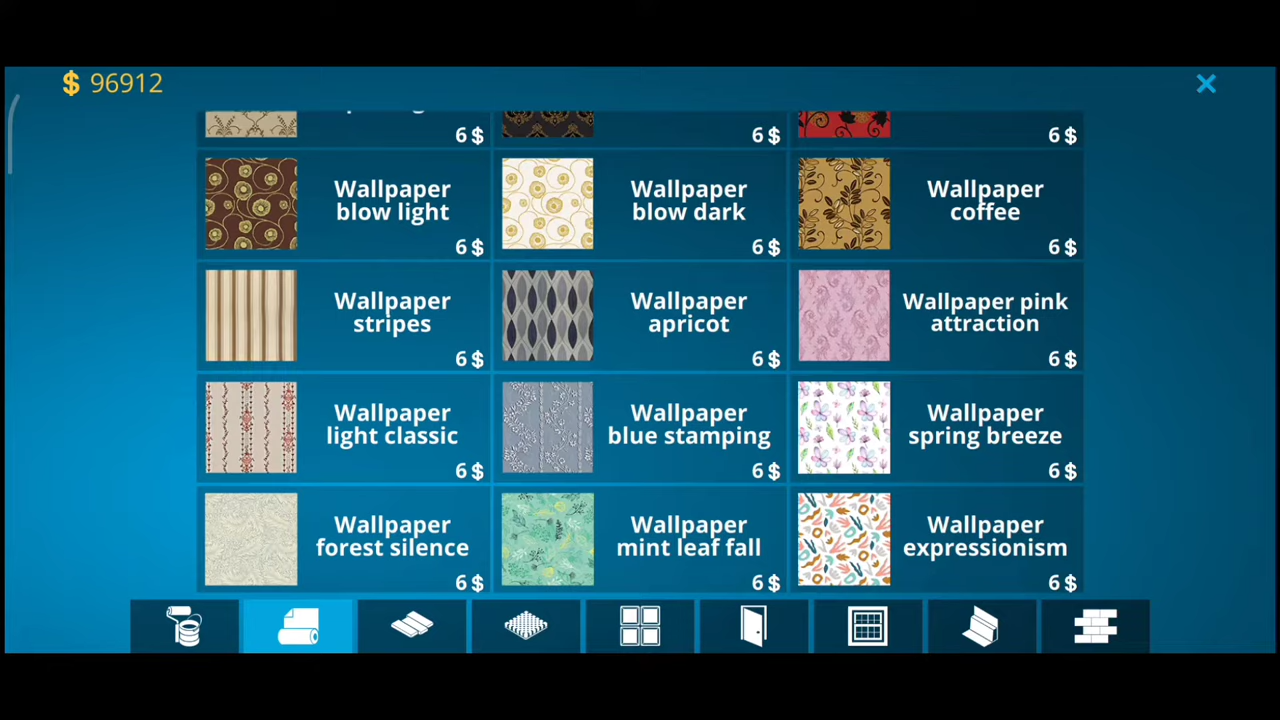 $ 96912
6 $
6 $
6 $
Wallpaper
blow light
6 $
Wallpaper
blow dark
6 $
Wallpaper
coffee
6 $
Wallpaper
stripes
6 $
Wallpaper
apricot
6 $
Wallpaper pink
attraction
6 $
Wallpaper
light classic
6 $
Wallpaper
blue stamping
6 $
Wallpaper
spring breeze
6 $
Wallpaper
forest silence
6 $
Wallpaper
mint leaf fall
6 $
Wallpaper
expressionism
6 $